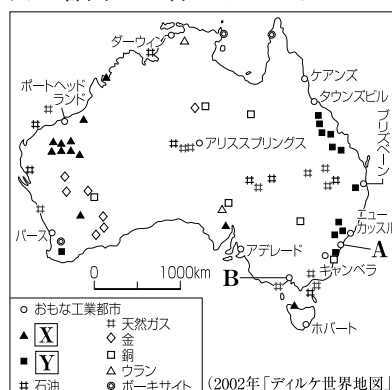 ダーウィン
ケアンズ
ポートヘッド
ランド
タウンズビル
ブリズベーン
アリススプリングス
ニュー
カッスル
パース
アデレード
A
キャンベラ
B
0 1000km
ホバート
○ おもな工業都市
▲ X
■ Y
石油
天然ガス
金
銅
ウラン
ボーキサイト
(2002年「ディルケ世界地図